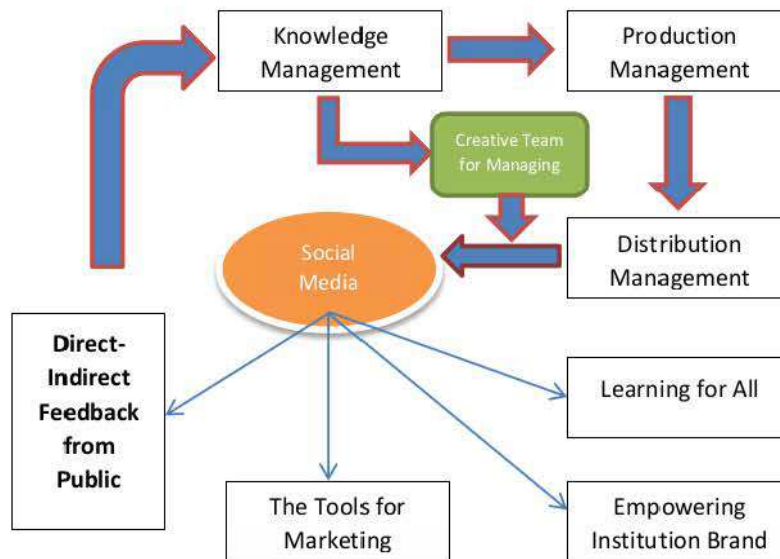 Knowledge
Management
Production
Management
Creative Team
for Managing
Social
Media
Distribution
Management
Direct-
Indirect
Feedback
from
Public
Learning for All
The Tools for
Marketing
Empowering
Institution Brand